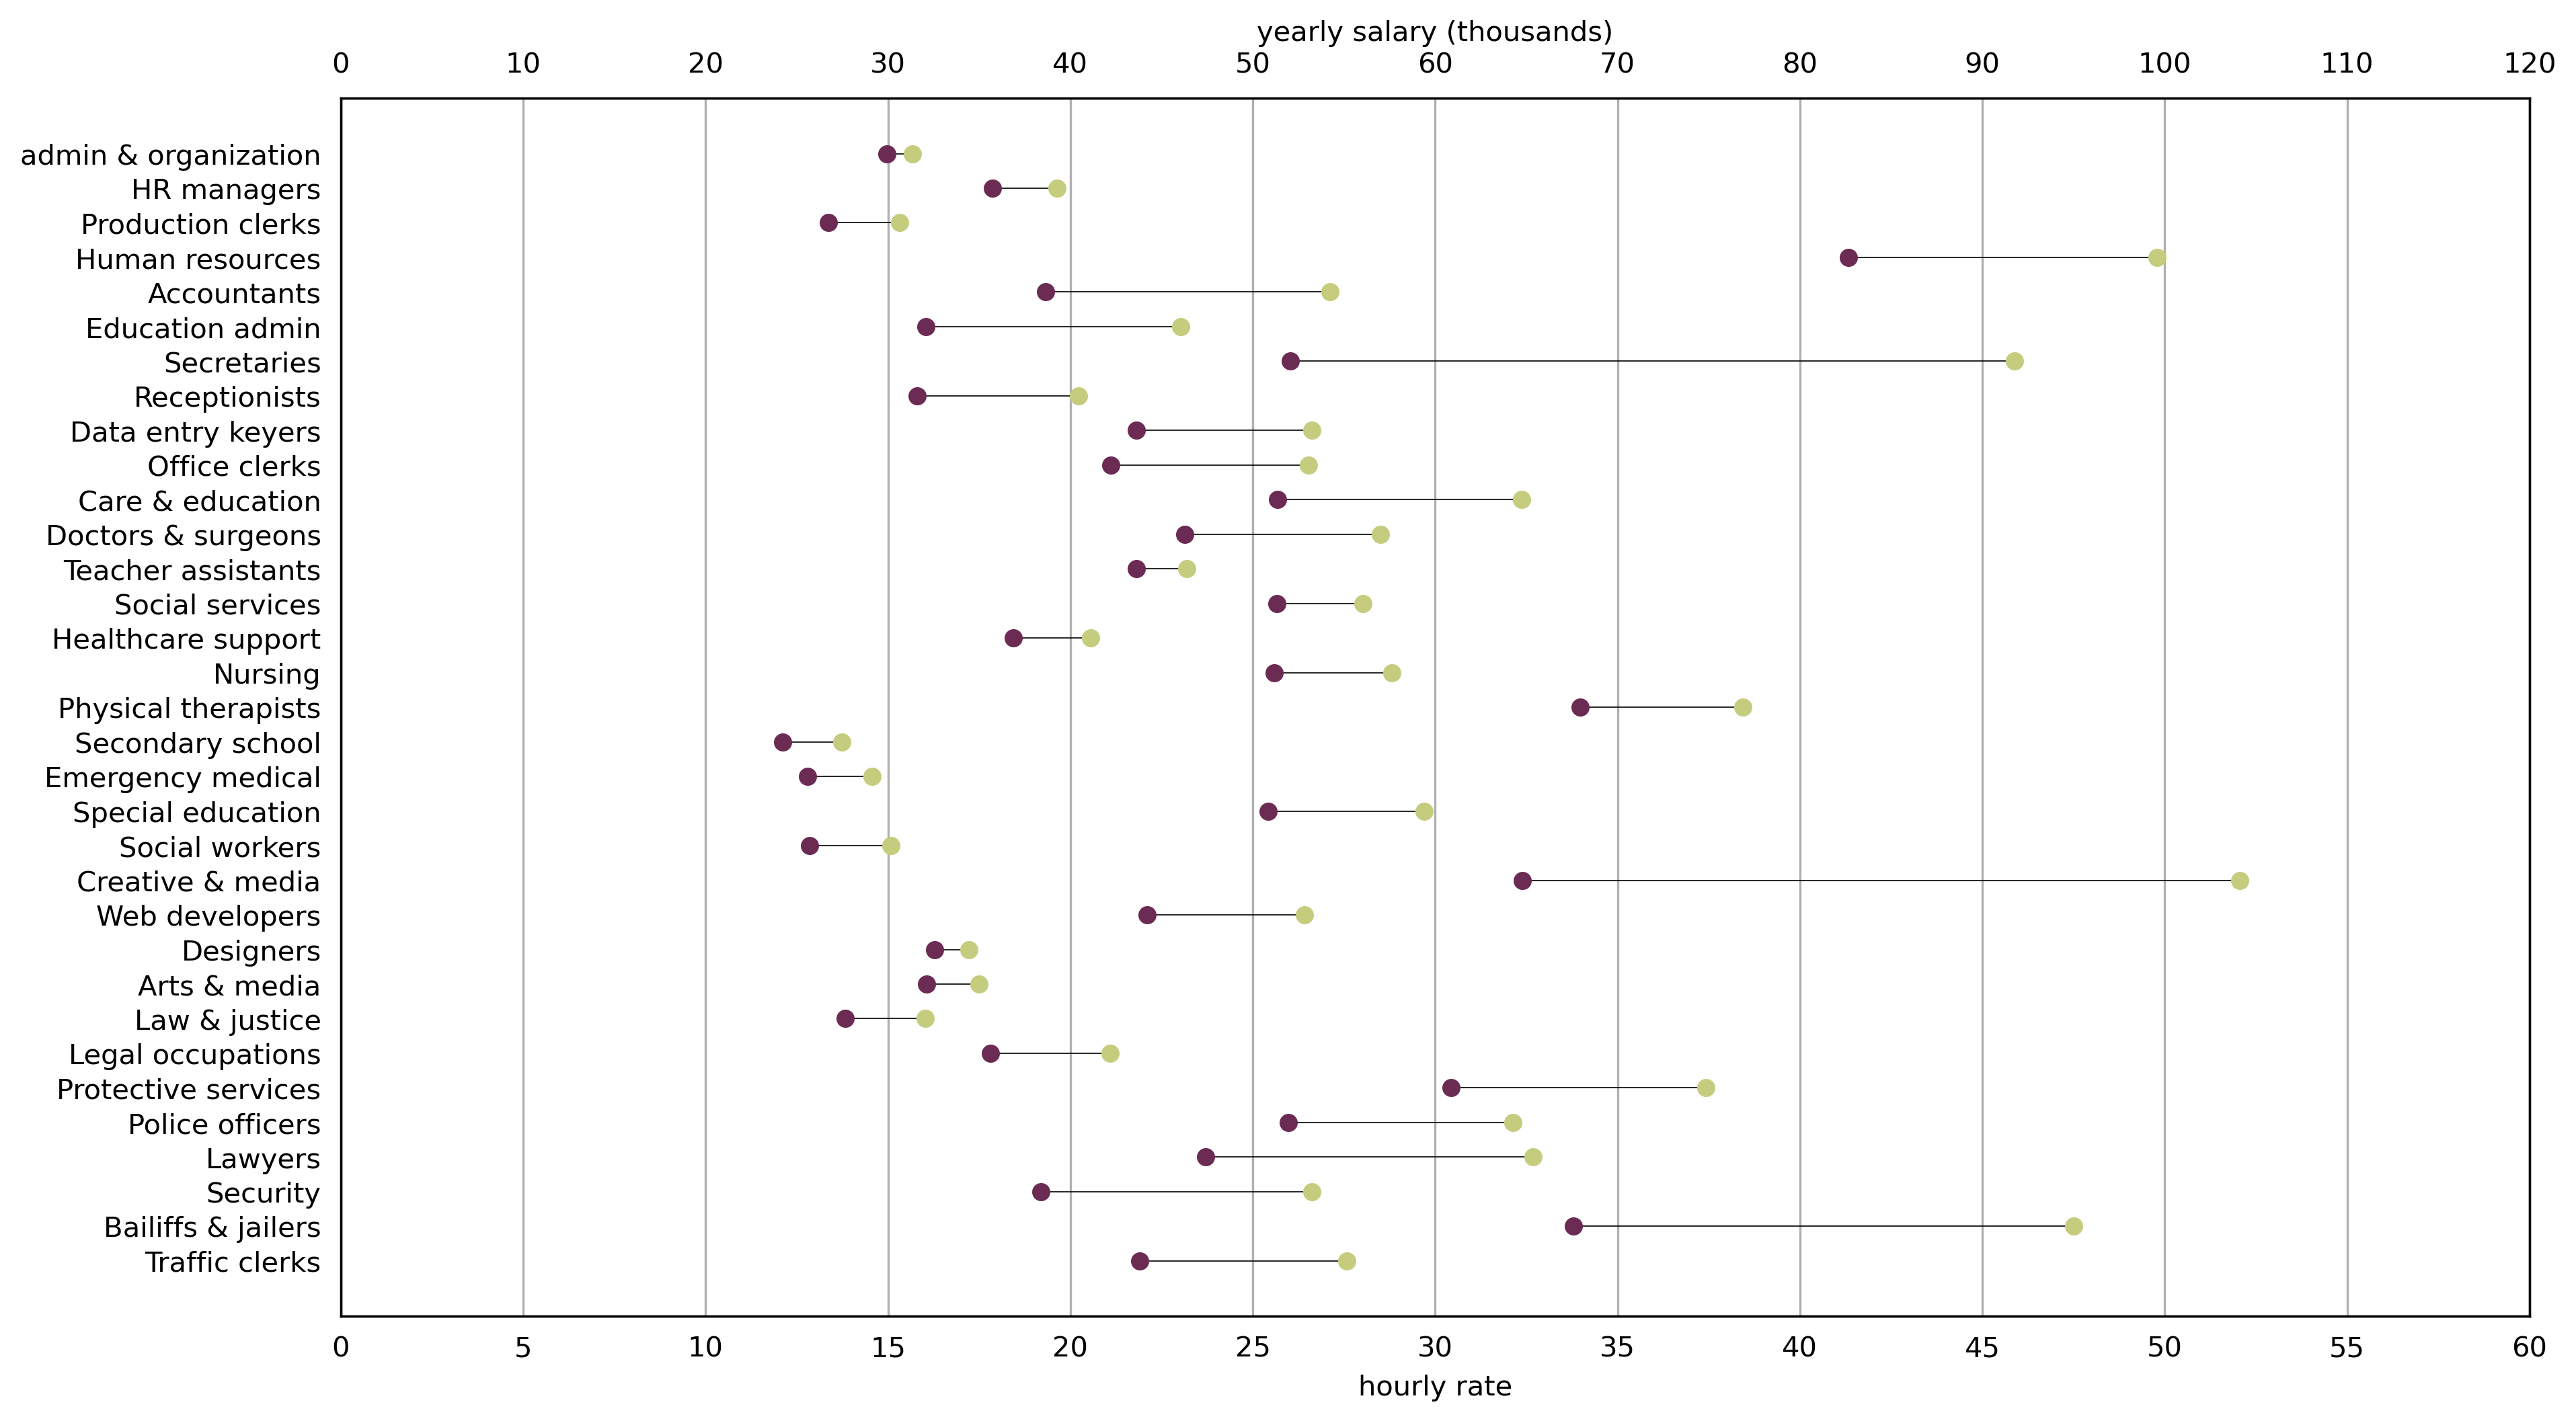 yearly salary (thousands)
0 10 20 30 40 50 60 70 80 90 100 110 120
admin & organization
HR managers
Production clerks
Human resources
Accountants
Education admin
Secretaries
Receptionists
Data entry keyers
Office clerks
Care & education
Doctors & surgeons
Teacher assistants
Social services
Healthcare support
Nursing
Physical therapists
Secondary school
Emergency medical
Special education
Social workers
Creative & media
Web developers
Designers
Arts & media
Law & justice
Legal occupations
Protective services
Police officers
Lawyers
Security
Bailiffs & jailers
Traffic clerks
0 5 10 15 20 25 30 35 40 45 50 55 60
hourly rate